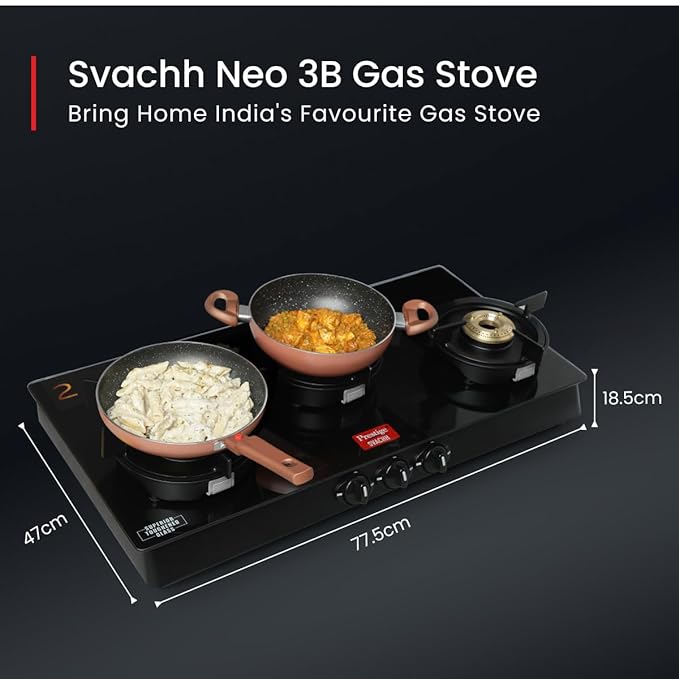 Svachh Neo 3B Gas Stove
Bring Home India's Favourite Gas Stove
2
18.5cm
Prestige
SVACHH
SUPERIOR
TOUGHENED
GLASS
47cm
77.5cm